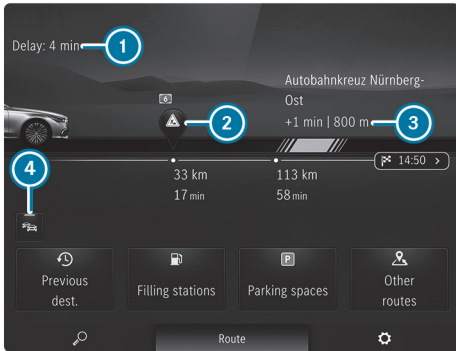 Delay: 4 min
1
Autobahnkreuz Nürnberg-
Ost
6
2
+1 min | 800 m
3
4
14:50 >
33 km
113 km
17 min
58 min
P
Previous
dest.
Filling stations
Parking spaces
Other
routes
Route